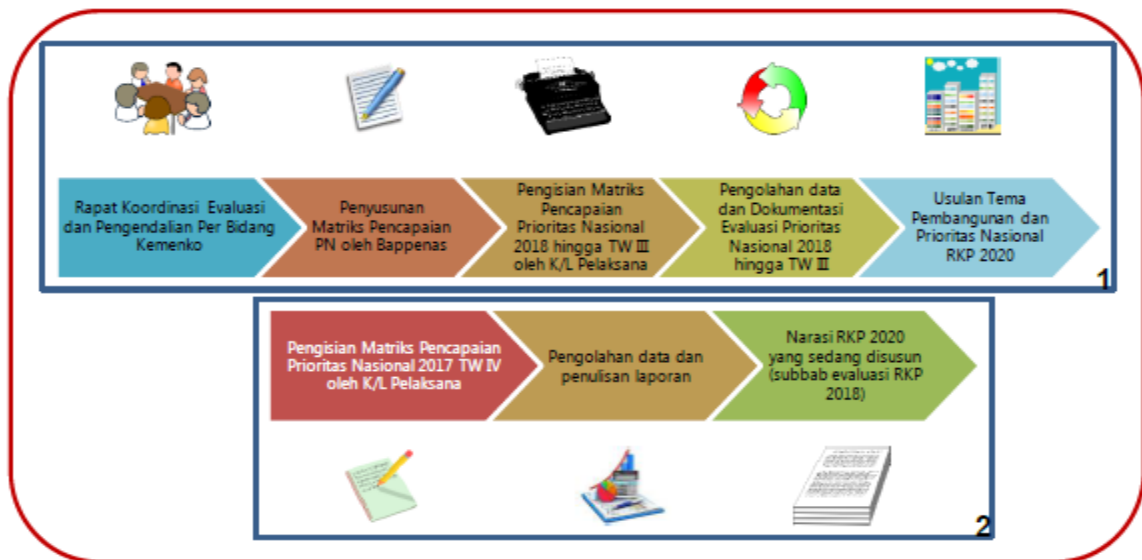 Rapat Koordinasi Evaluasi
dan Pengendalian Per Bidang
Kemenko
Penyusunan
Matriks Pencapaian
PN oleh Bappenas
Pengisian Matriks
Pencapaian
Prioritas Nasional
2018 hingga TW III
oleh K/L Pelaksana
Pengolahan data
dan Dokumentasi
Evaluasi Prioritas
Nasional 2018
hingga TW III
Usulan Tema
Pembangunan dan
Prioritas Nasional
RKP 2020
1
Pengisian Matriks Pencapaian
Prioritas Nasional 2017 TW IV
oleh K/L Pelaksana
Pengolahan data dan
penulisan laporan
Narasi RKP 2020
yang sedang disusun
(subbab evaluasi RKP
2018)
2